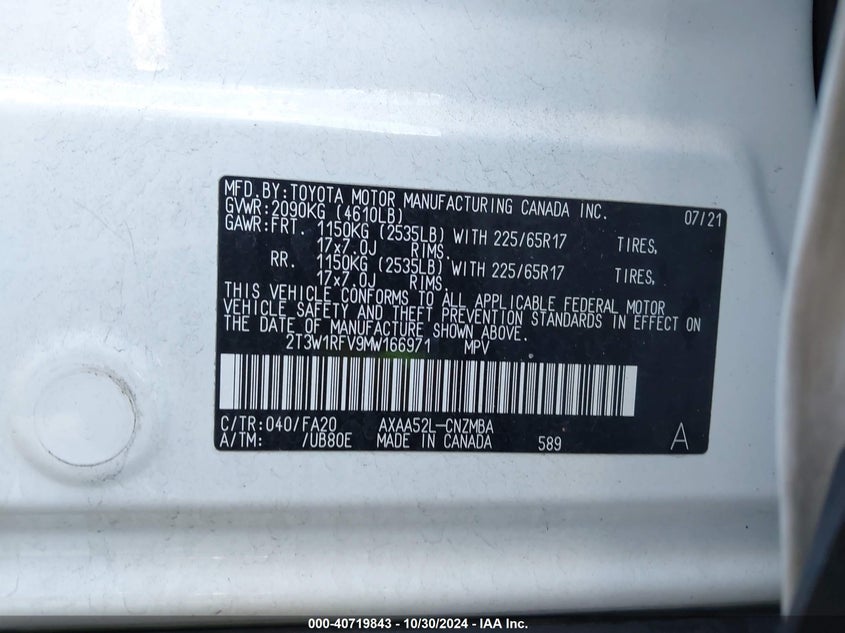 MFD.BY:TOYOTA MOTOR MANUFACTURING CANADA INC. 07/21
GVWR:2090KG (4610LB)
GAWR:FRT. 1150KG (2535LB) WITH 225/65R17 TIRES,
17x7.0J RIMS.
RR. 1150KG (2535LB) WITH 225/65R17 TIRES,
17x7.0J RIMS.
THIS VEHICLE CONFORMS TO ALL APPLICABLE FEDERAL MOTOR
VEHICLE SAFETY AND THEFT PREVENTION STANDARDS IN EFFECT ON
THE DATE OF MANUFACTURE SHOWN ABOVE.
2T3W1RFV9MW166971 MPV
C/TR:040/FA20 AXAA52L-CNZMBA
A/TM: /UB80E MADE IN CANADA 589 A
000-40719843 - 10/30/2024 - IAA Inc.